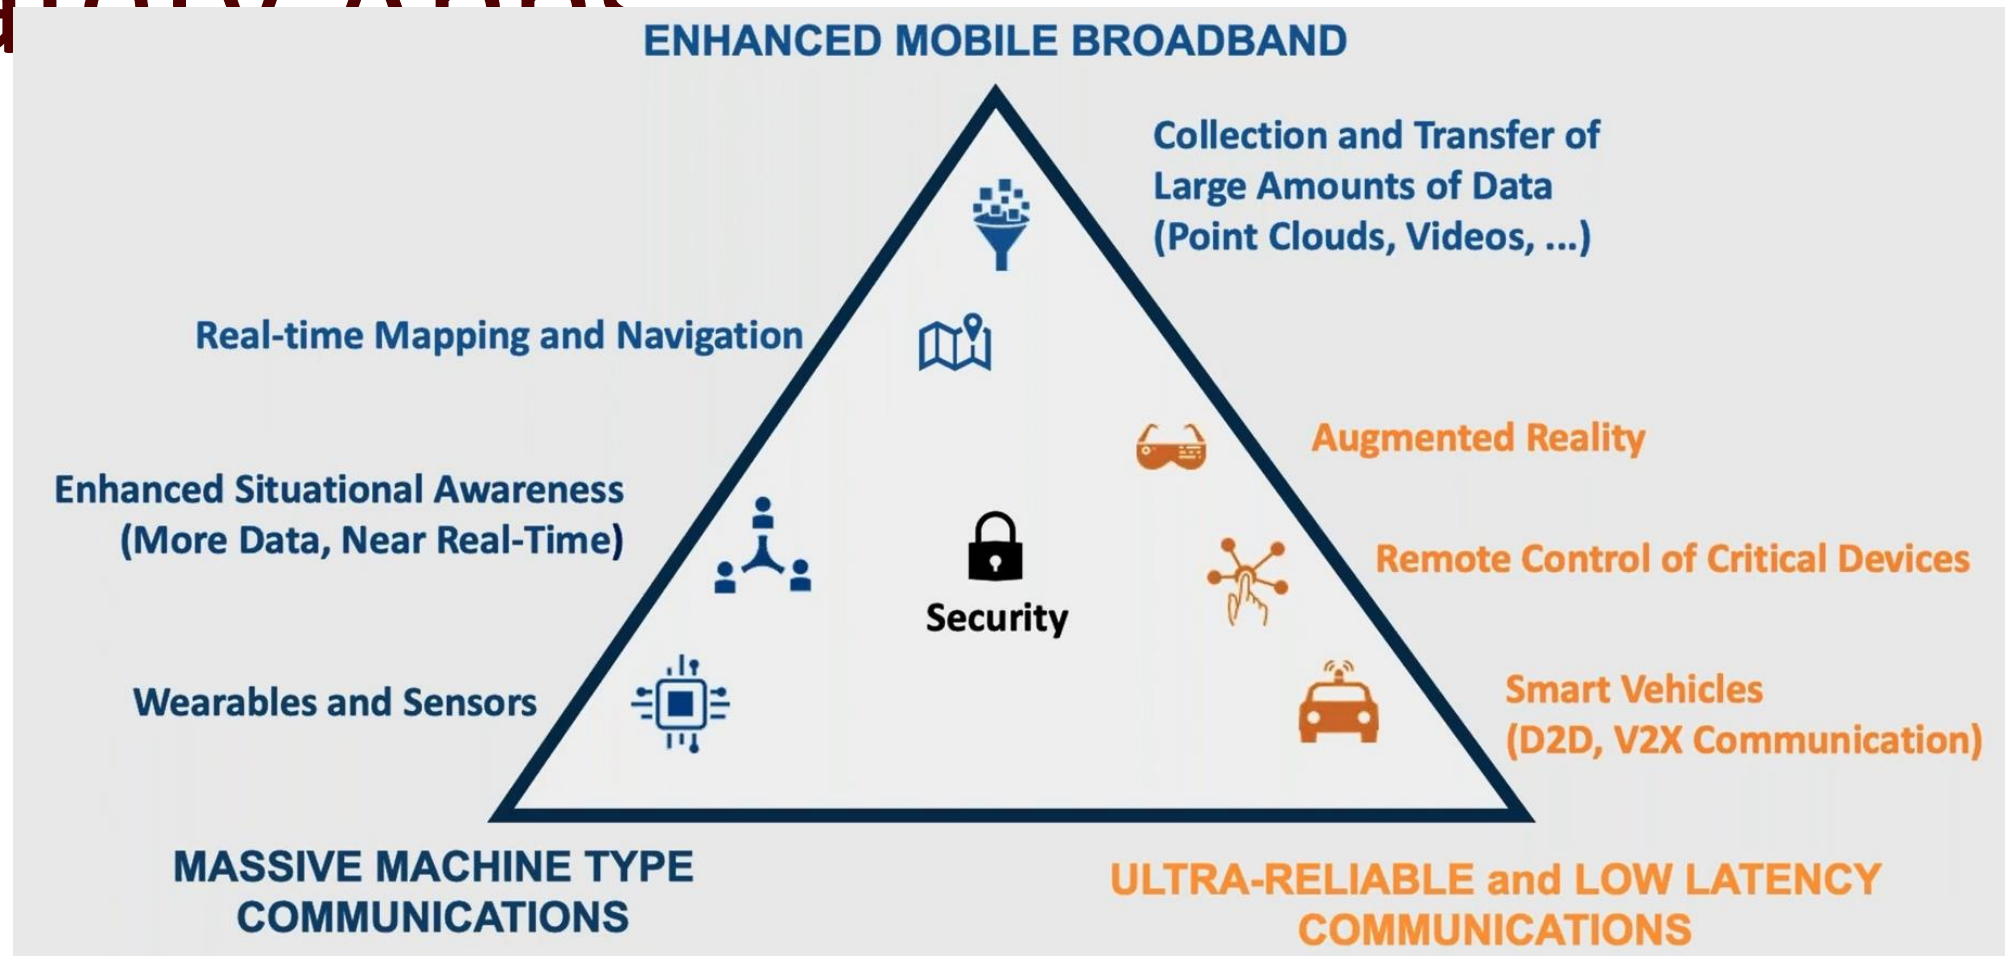 ENHANCED MOBILE BROADBAND
Collection and Transfer of
Large Amounts of Data
(Point Clouds, Videos, ...)
Real-time Mapping and Navigation
Augmented Reality
Enhanced Situational Awareness
(More Data, Near Real-Time)
Remote Control of Critical Devices
Security
Wearables and Sensors
Smart Vehicles
(D2D, V2X Communication)
MASSIVE MACHINE TYPE
COMMUNICATIONS
ULTRA-RELIABLE and LOW LATENCY
COMMUNICATIONS